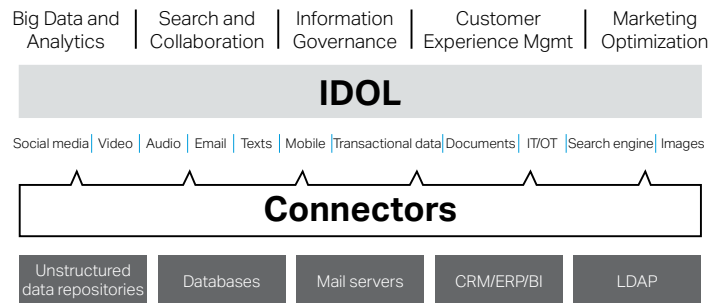 Big Data and Analytics
Search and Collaboration
Information Governance
Customer Experience Mgmt
Marketing Optimization
IDOL
Social media Video Audio Email Texts Mobile Transactional data Documents IT/OT Search engine Images
Connectors
Unstructured data repositories
Databases
Mail servers
CRM/ERP/BI
LDAP